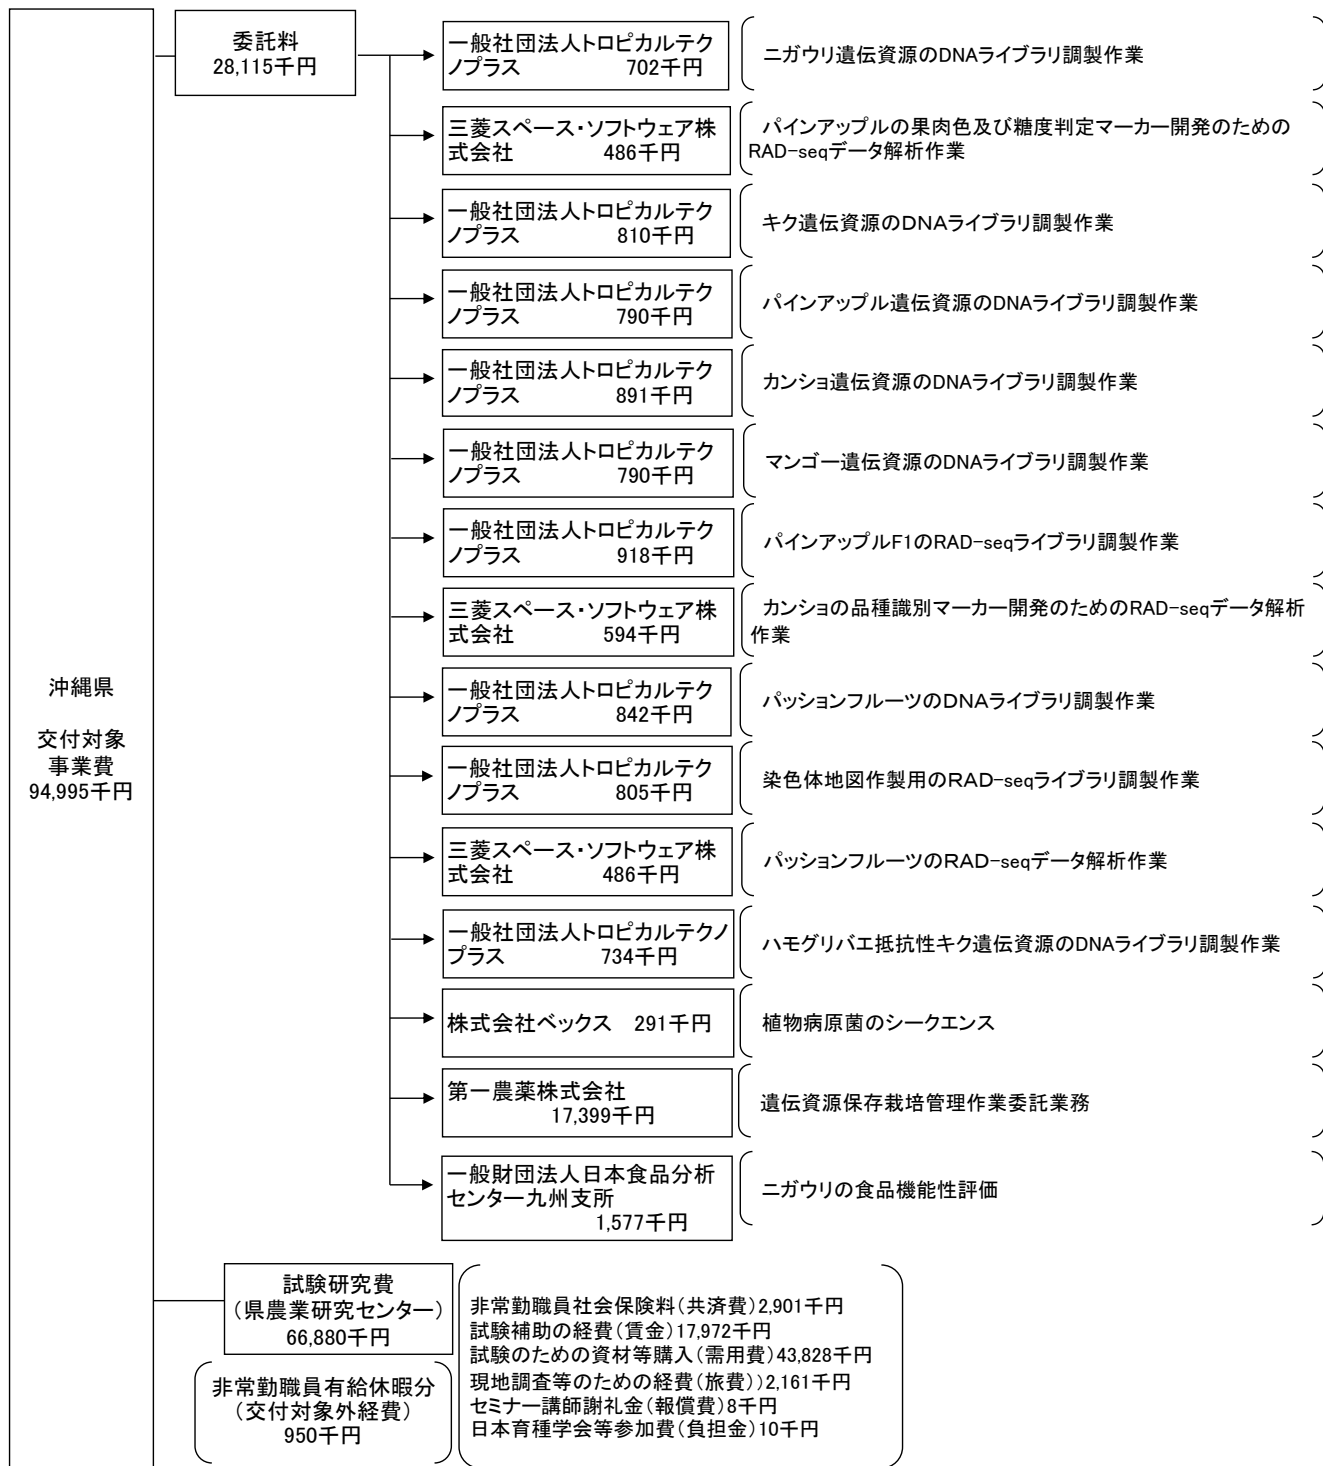 委託料
28,115千円
一般社団法人トロピカルテク
ノプラス 702千円
ニガウリ遺伝資源のDNAライブラリ調製作業
三菱スペース・ソフトウェア株
式会社 486千円
パインアップルの果肉色及び糖度判定マーカー開発のための
RAD-seqデータ解析作業
一般社団法人トロピカルテク
ノプラス 810千円
キク遺伝資源のDNAライブラリ調製作業
一般社団法人トロピカルテク
ノプラス 790千円
パインアップル遺伝資源のDNAライブラリ調製作業
一般社団法人トロピカルテク
ノプラス 891千円
カンショ遺伝資源のDNAライブラリ調製作業
一般社団法人トロピカルテク
ノプラス 790千円
マンゴー遺伝資源のDNAライブラリ調製作業
一般社団法人トロピカルテク
ノプラス 918千円
パインアップルF1のRAD-seqライブラリ調製作業
三菱スペース・ソフトウェア株
式会社 594千円
カンショの品種識別マーカー開発のためのRAD-seqデータ解析
作業
沖縄県
交付対象
事業費
94,995千円
一般社団法人トロピカルテク
ノプラス 842千円
パッションフルーツのDNAライブラリ調製作業
一般社団法人トロピカルテク
ノプラス 805千円
染色体地図作製用のRAD-seqライブラリ調製作業
三菱スペース・ソフトウェア株
式会社 486千円
パッションフルーツのRAD-seqデータ解析作業
一般社団法人トロピカルテクノ
プラス 734千円
ハモグリバエ抵抗性キク遺伝資源のDNAライブラリ調製作業
株式会社ベックス 291千円
植物病原菌のシークエンス
第一農薬株式会社
17,399千円
遺伝資源保存栽培管理作業委託業務
一般財団法人日本食品分析
センター九州支所
1,577千円
ニガウリの食品機能性評価
試験研究費
(県農業研究センター)
66,880千円
非常勤職員有給休暇分
(交付対象外経費)
950千円
非常勤職員社会保険料(共済費)2,901千円
試験補助の経費(賃金)17,972千円
試験のための資材等購入(需用費)43,828千円
現地調査等のための経費(旅費))2,161千円
セミナー講師謝礼金(報償費)8千円
日本育種学会等参加費(負担金)10千円